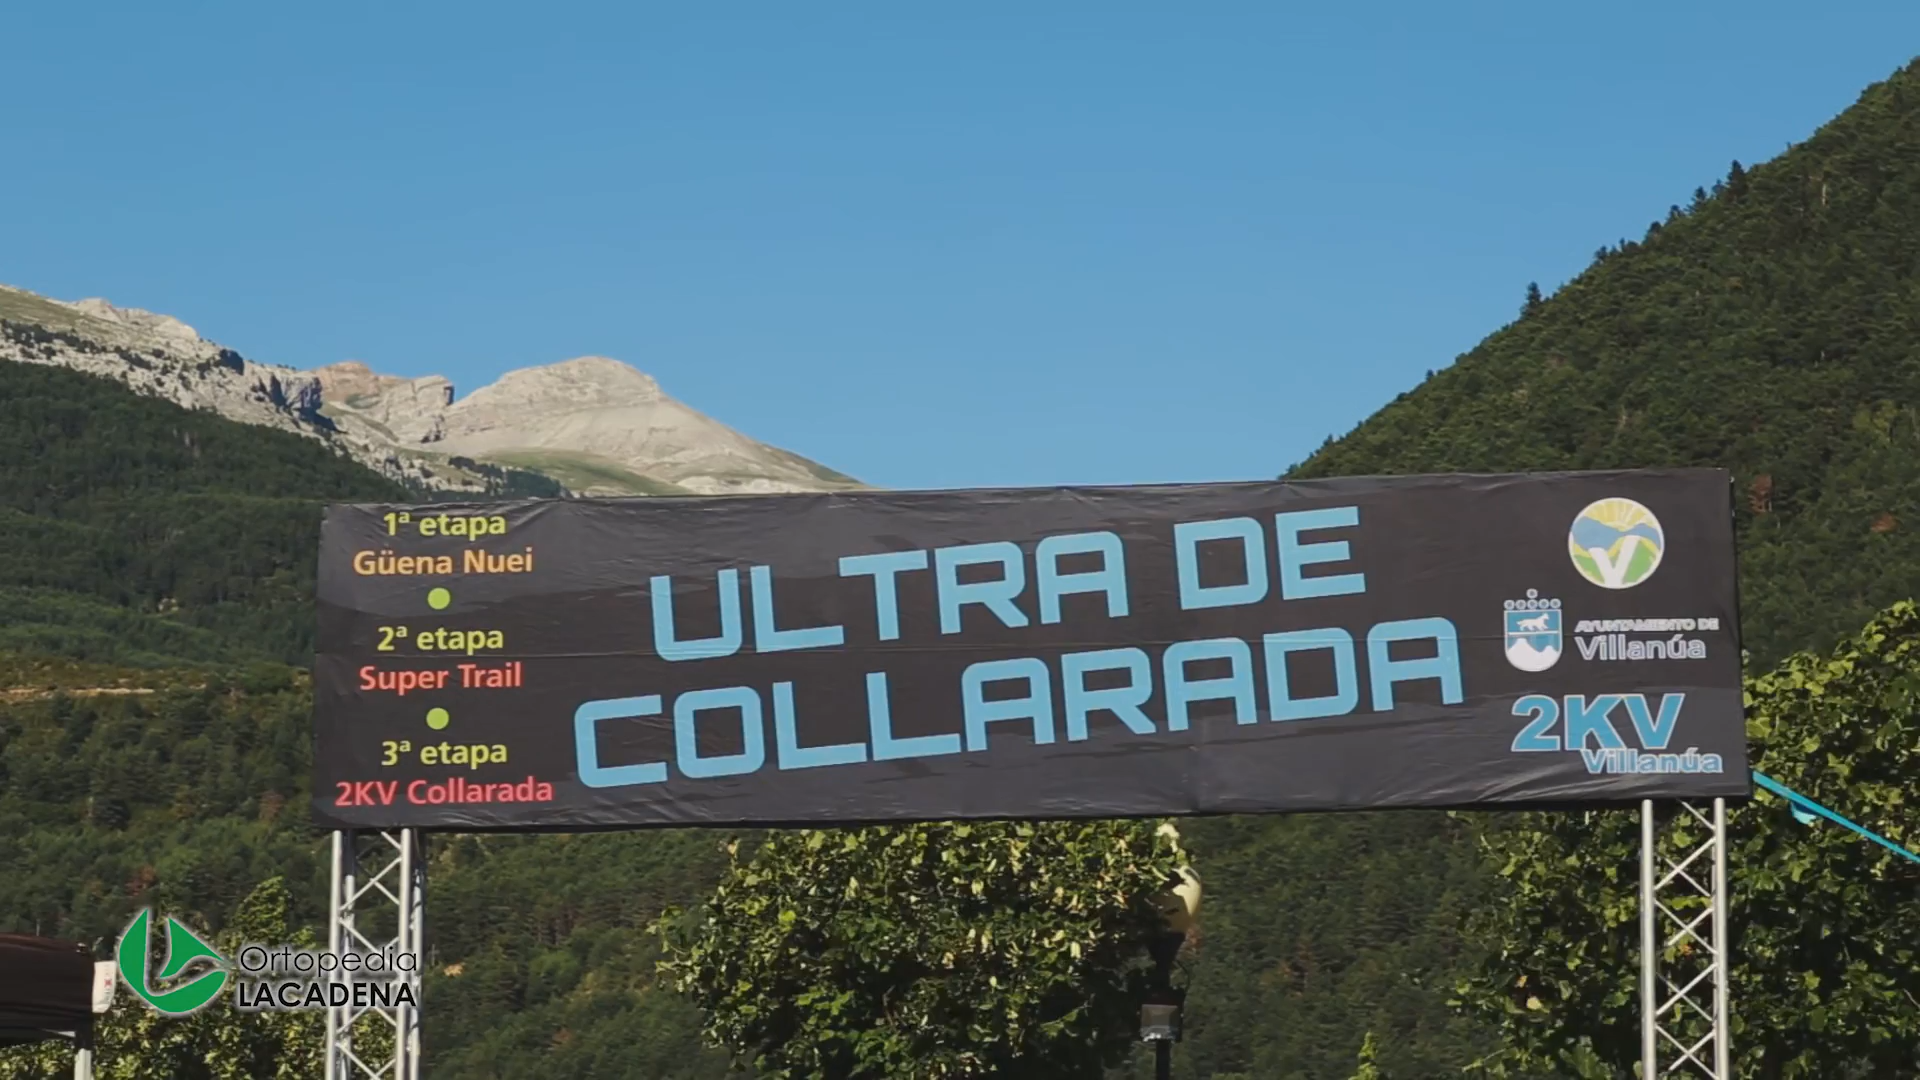 1ª etapa
Güena Nuei
2ª etapa
Super Trail
3ª etapa
2KV Collarada
ULTRA DE
COLLARADA
AYUNTAMIENTO DE
Villanúa
2KV
Villanúa
Ortopedia
LACADENA